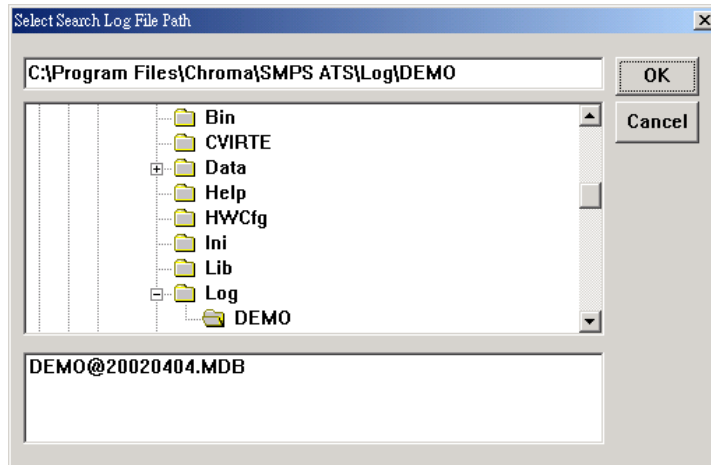 Select Search Log File Path
C:\Program Files\Chroma\SMPS ATS\Log\DEMO
OK
Cancel
Bin
CVIRTE
Data
Help
HWCfg
Ini
Lib
Log
DEMO
DEMO@20020404.MDB